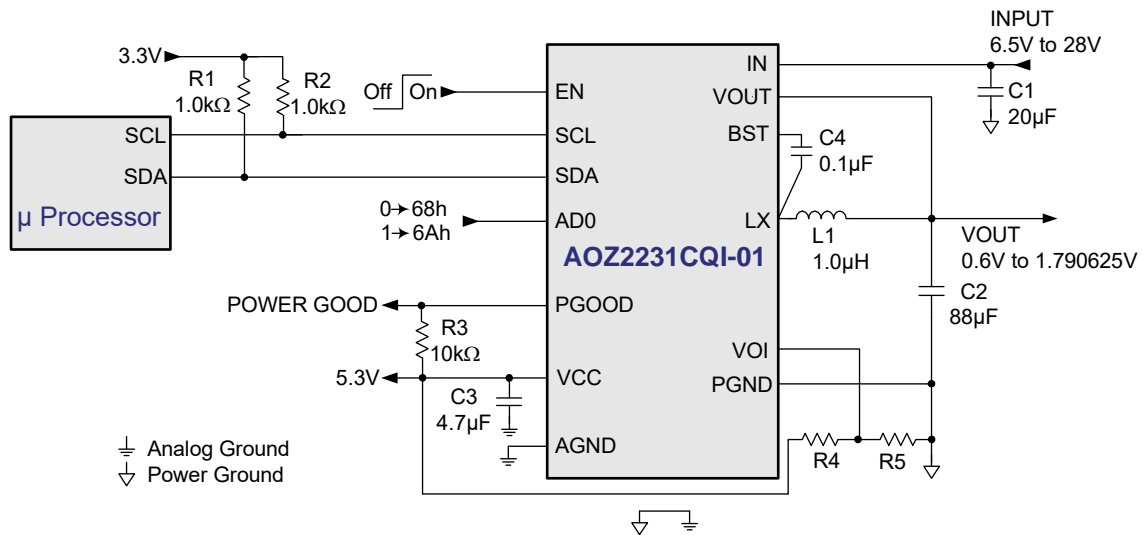 INPUT
6.5V to 28V
3.3V
R1
1.0kΩ
R2
1.0kΩ
Off
On
EN
IN
VOUT
C1
20µF
SCL
SCL
BST
C4
0.1µF
SDA
SDA
µ Processor
0→68h
1→6Ah
AD0
LX
L1
1.0µH
VOUT
0.6V to 1.790625V
AOZ2231CQI-01
C2
88µF
POWER GOOD
PGOOD
R3
10kΩ
VOI
5.3V
VCC
PGND
C3
4.7µF
AGND
R4
R5
Analog Ground
Power Ground